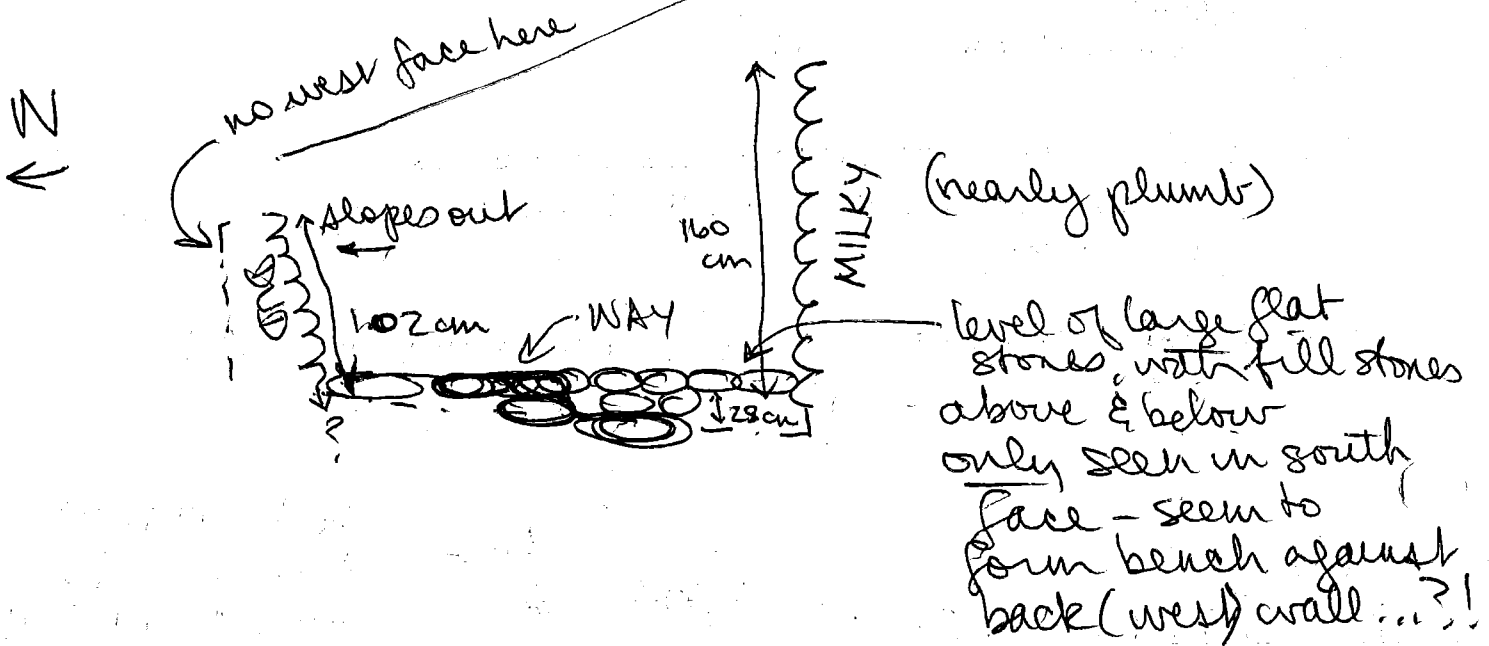 no west face here
N
slopes out
160
cm
MILKY
(nearly plumb)
102 cm
WAY
28cm
?
level of large flat
stones, with fill stones
above & below
only seen in south
face - seem to
form bench against
back (west) wall...?!